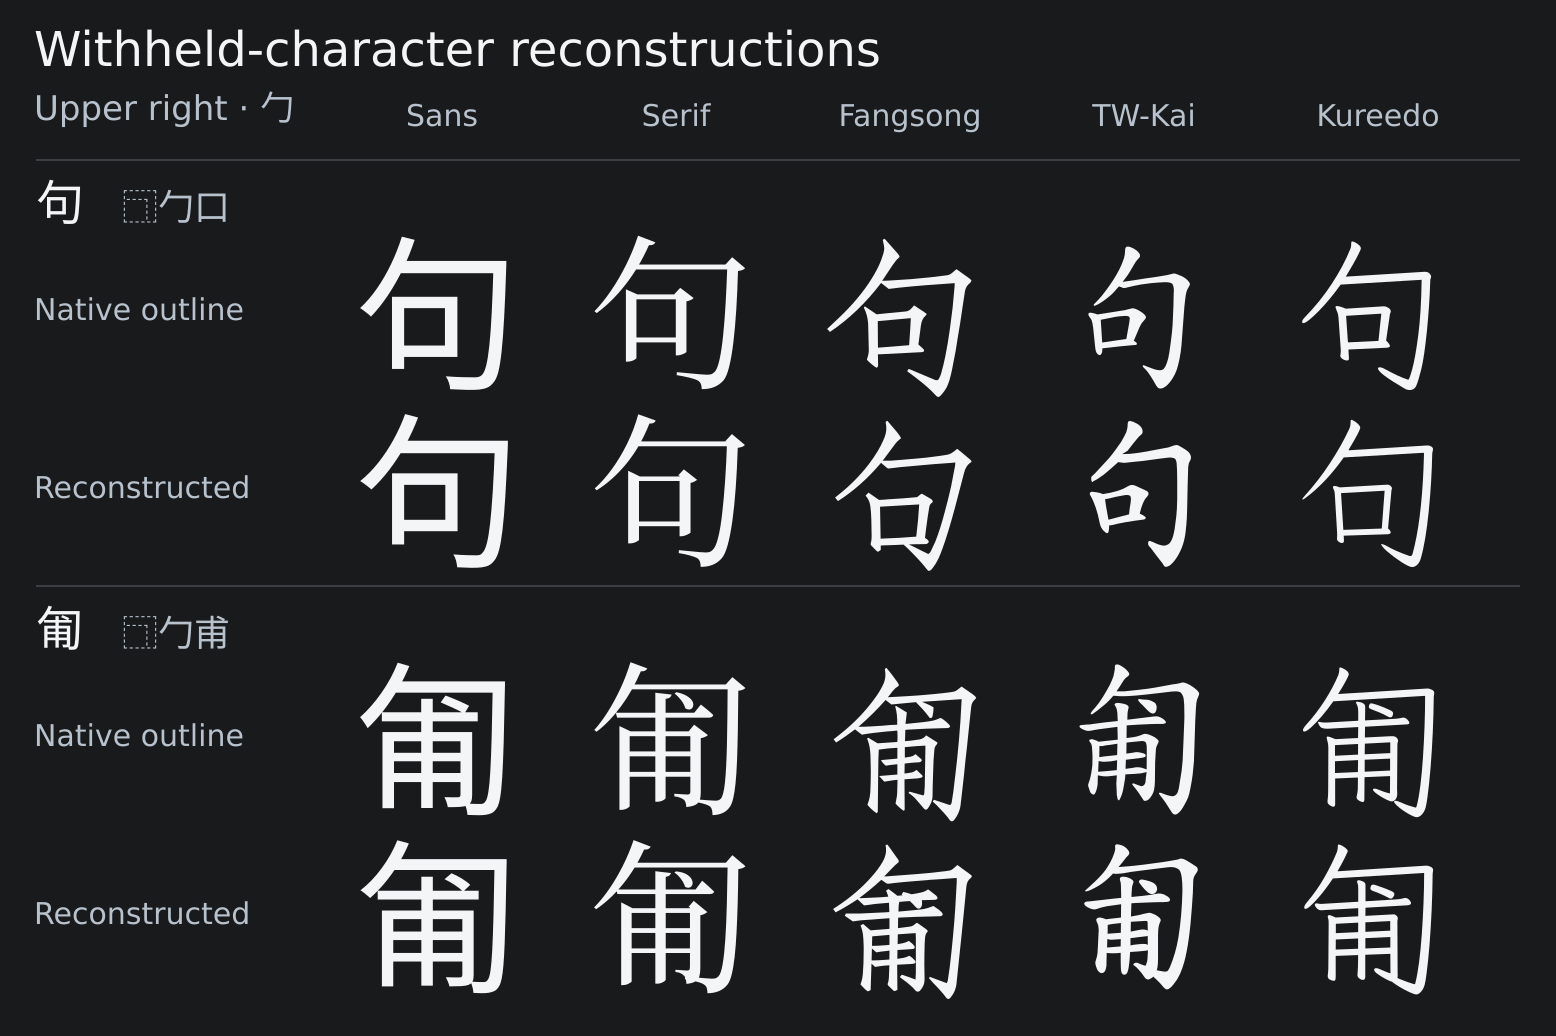 Withheld-character reconstructions
Upper right · 勹 Sans Serif Fangsong TW-Kai Kureedo
句 ⿹勹口
Native outline 句 句 句 句 句
Reconstructed 句 句 句 句 句
匍 ⿹勹甫
Native outline 匍 匍 匍 匍 匍
Reconstructed 匍 匍 匍 匍 匍